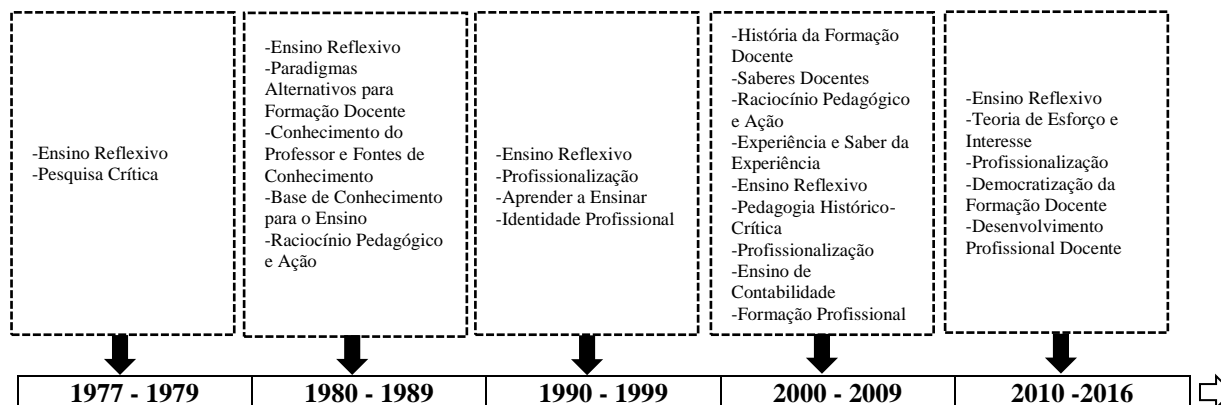 -Ensino Reflexivo
-Pesquisa Crítica
-Ensino Reflexivo
-Paradigmas
Alternativos para
Formação Docente
-Conhecimento do
Professor e Fontes de
Conhecimento
-Base de Conhecimento
para o Ensino
-Raciocínio Pedagógico
e Ação
-Ensino Reflexivo
-Profissionalização
-Aprender a Ensinar
-Identidade Profissional
-História da Formação
Docente
-Saberes Docentes
-Raciocínio Pedagógico
e Ação
-Experiência e Saber da
Experiência
-Ensino Reflexivo
-Pedagogia Histórico-
Crítica
-Profissionalização
-Ensino de
Contabilidade
-Formação Profissional
-Ensino Reflexivo
-Teoria de Esforço e
Interesse
-Profissionalização
-Democratização da
Formação Docente
-Desenvolvimento
Profissional Docente
1977 - 1979
1980 - 1989
1990 - 1999
2000 - 2009
2010 -2016